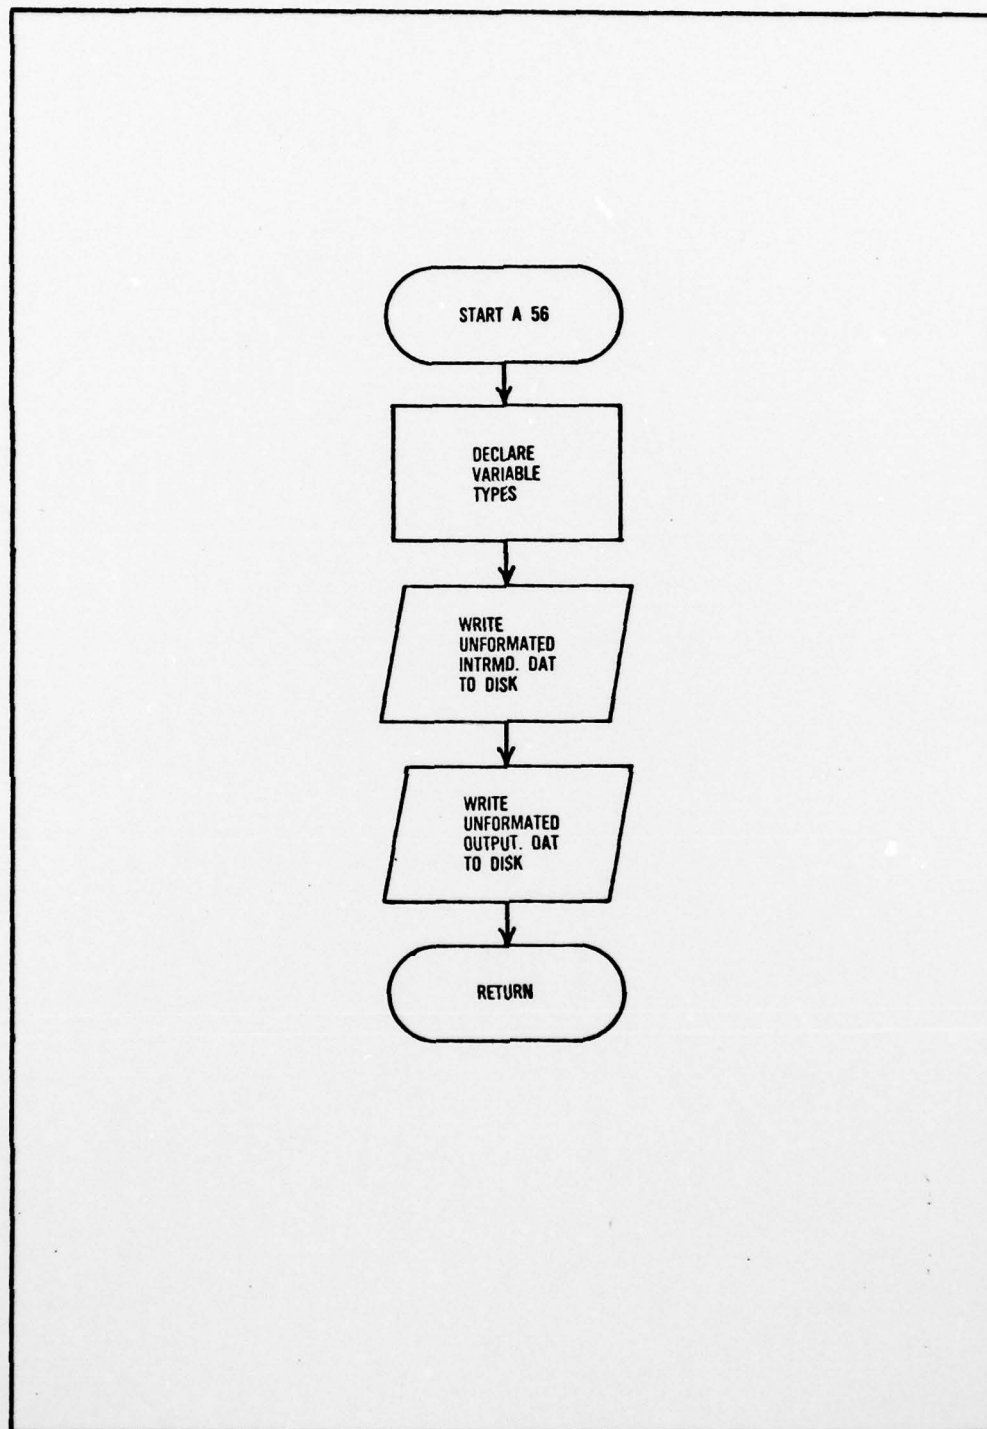 START A 56
DECLARE
VARIABLE
TYPES
WRITE
UNFORMATED
INTRMD. DAT
TO DISK
WRITE
UNFORMATED
OUTPUT. DAT
TO DISK
RETURN